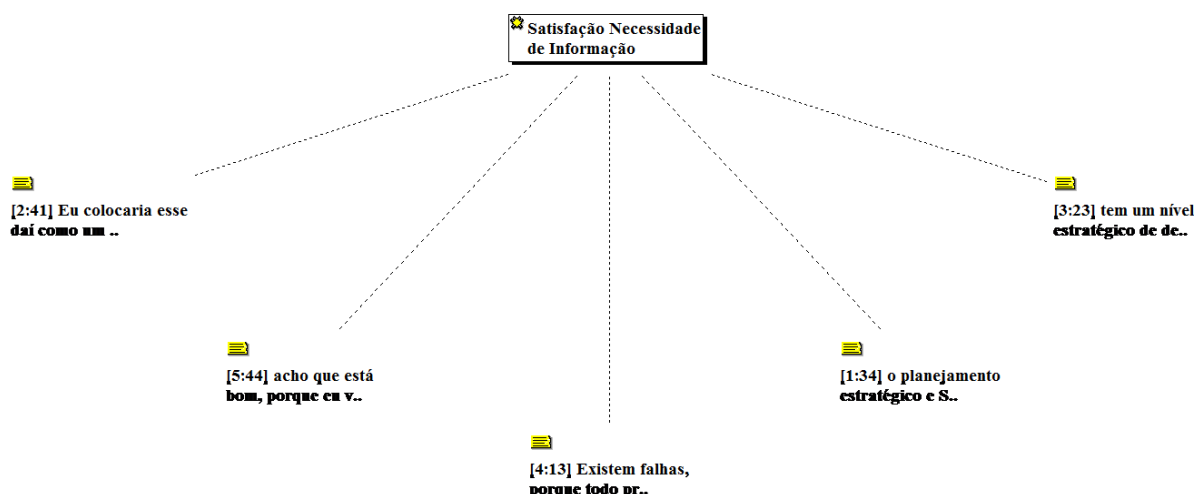 Satisfação Necessidade
de Informação
[2:41] Eu colocaria esse
daí como um ..
[3:23] tem um nível
estratégico de de..
[5:44] acho que está
bom, porque eu v..
[1:34] o planejamento
estratégico e S..
[4:13] Existem falhas,
porque todo pr..